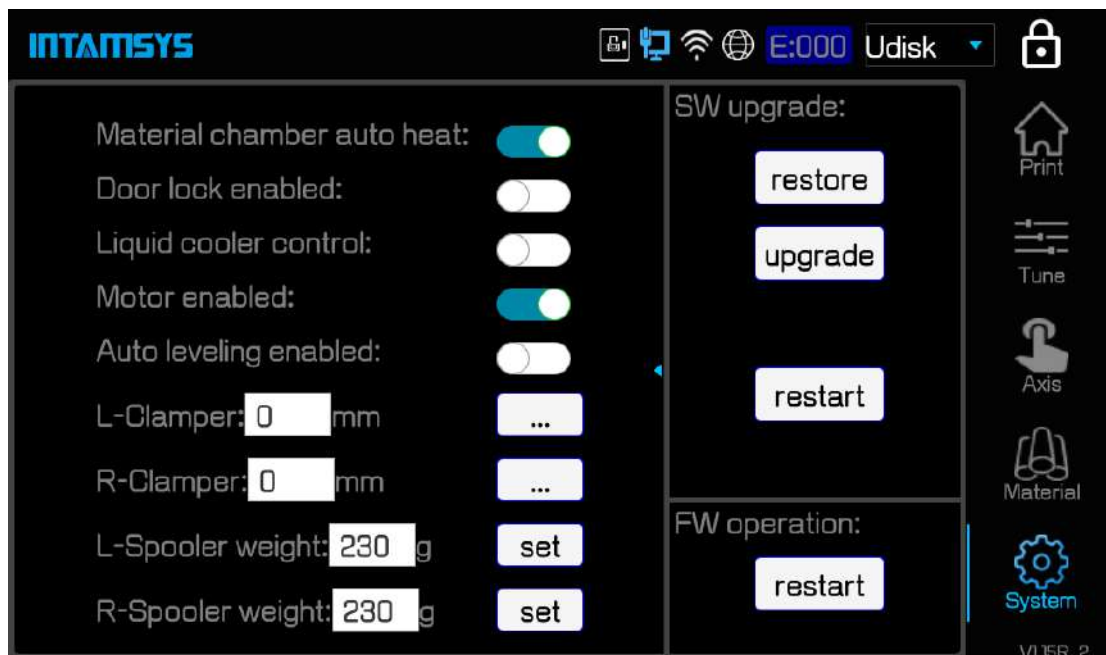 INTAMSYS
E:000 Udisk
Material chamber auto heat:
Door lock enabled:
Liquid cooler control:
Motor enabled:
Auto leveling enabled:
L-Clamper: 0 mm ...
R-Clamper: 0 mm ...
L-Spooler weight: 230 g set
R-Spooler weight: 230 g set
SW upgrade:
restore
upgrade
restart
FW operation:
restart
Print
Tune
Axis
Material
System